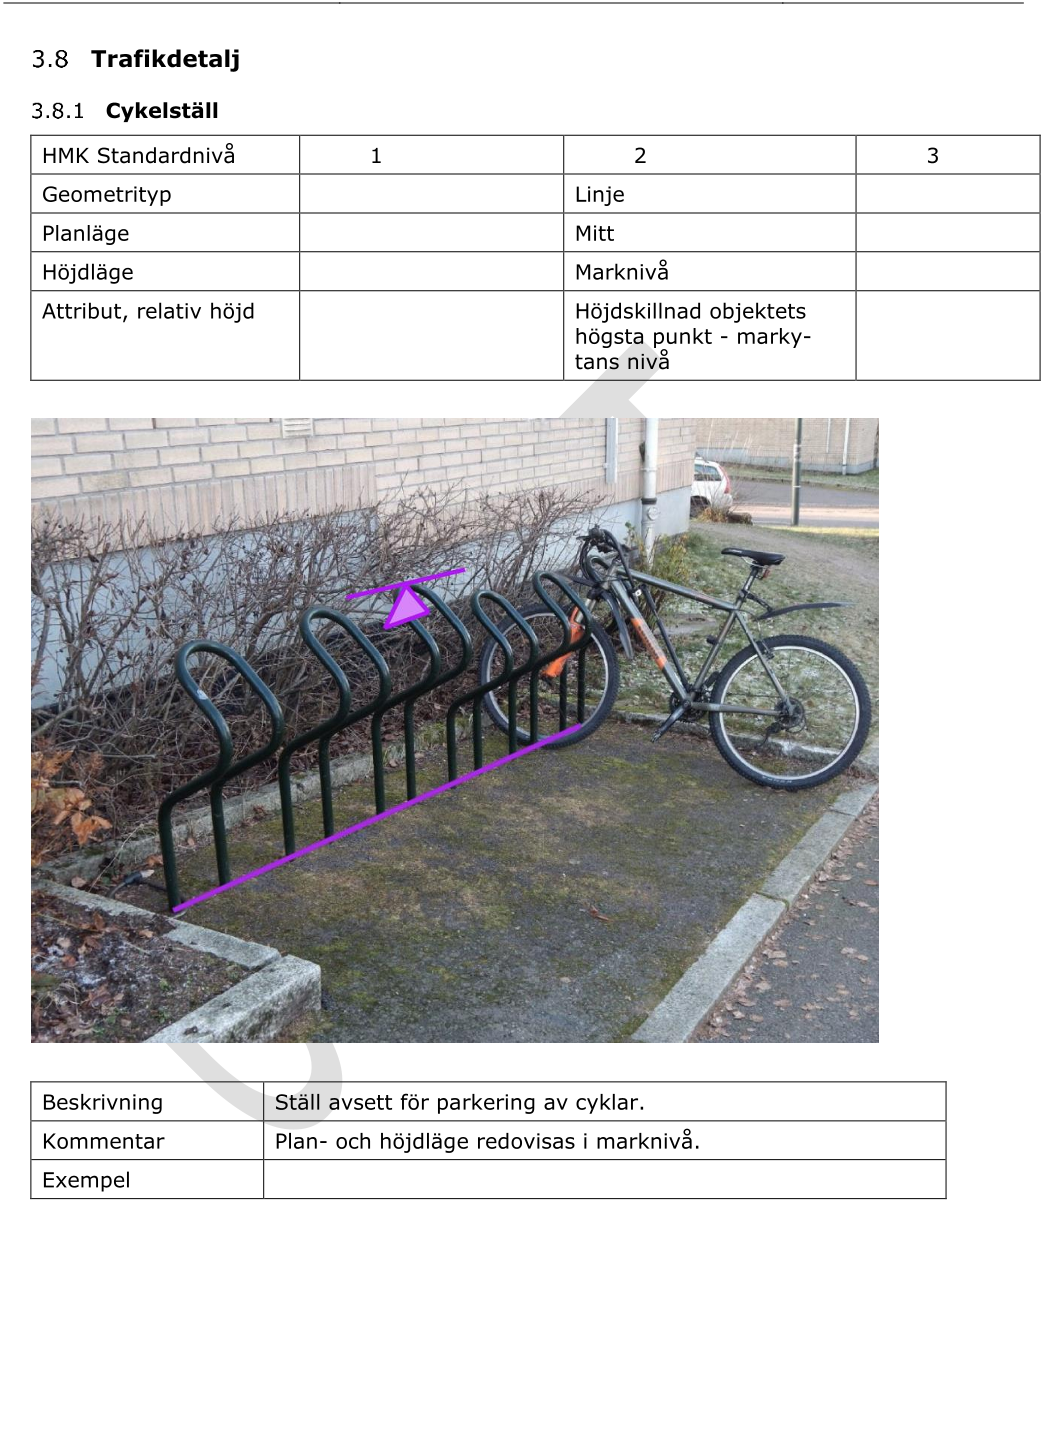 3.8 Trafikdetalj
3.8.1 Cykelställ
HMK Standardnivå 1 2 3
Geometrityp Linje
Planläge Mitt
Höjdläge Marknivå
Attribut, relativ höjd Höjdskillnad objektets
högsta punkt - marky-
tans nivå
Beskrivning Ställ avsett för parkering av cyklar.
Kommentar Plan- och höjdläge redovisas i marknivå.
Exempel